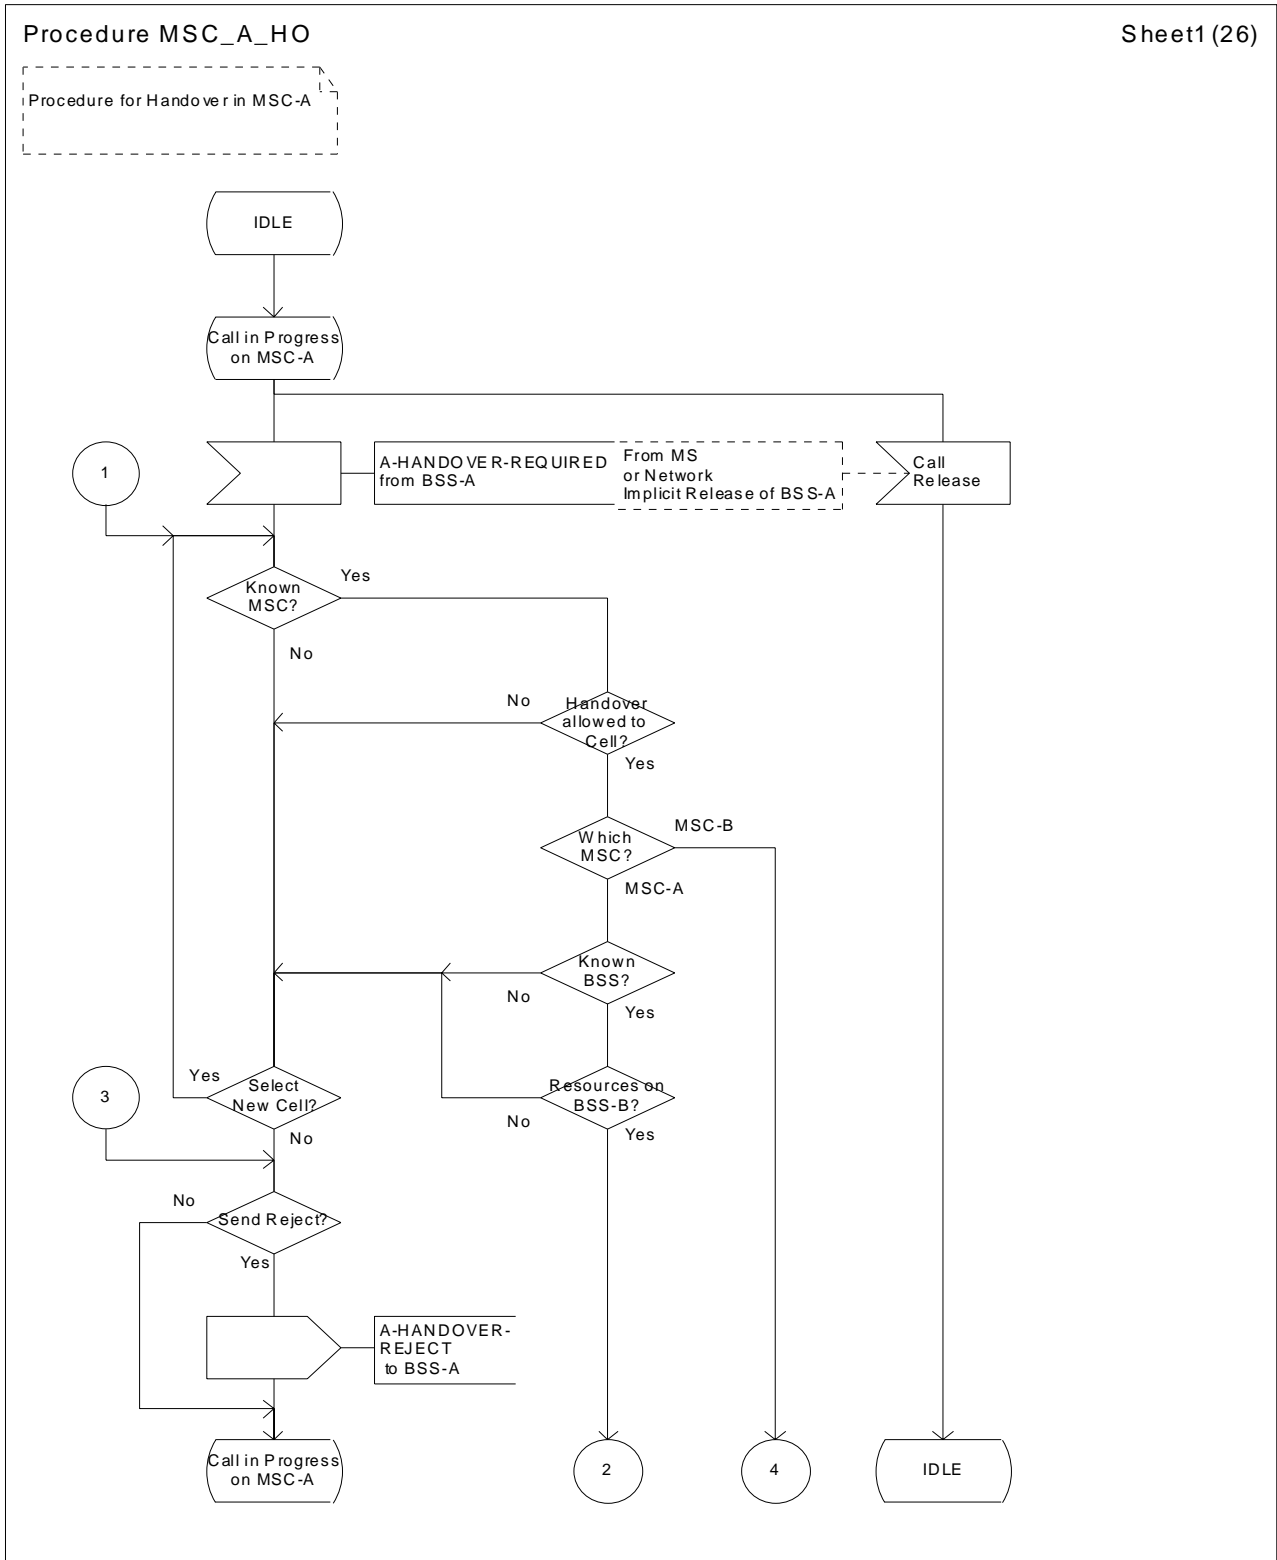 Procedure MSC_A_HO
Sheet1 (26)
Procedure for Handover in MSC-A
IDLE
Call in Progress
on MSC-A
1
A-HANDOVER-REQUIRED
from BSS-A
From MS
or Network
Implicit Release of BSS-A
Call
Release
Known
MSC?
Yes
No
Handover
allowed to
Cell?
No
Yes
Which
MSC?
MSC-B
MSC-A
Known
BSS?
No
Yes
3
Yes
Select
New Cell?
No
Resources on
BSS-B?
No
Yes
No
Send Reject?
Yes
A-HANDOVER-
REJECT
to BSS-A
Call in Progress
on MSC-A
2
4
IDLE